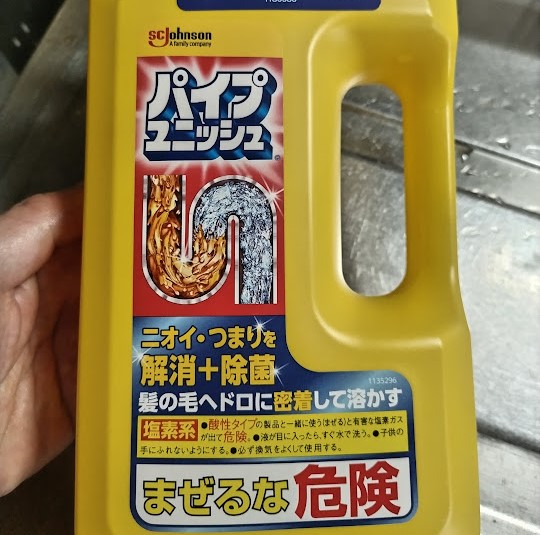 scjohnson
A family company
パイプ
ユニッシュ
ニオイ・つまりを
解消+除菌
1135296
髪の毛ヘドロに密着して溶かす
塩素系
●酸性タイプの製品と一緒に使う(まぜる)と有害な塩素ガス
が出て危険。●液が目に入ったら、すぐ水で洗う。●子供の
手にふれないようにする。●必ず換気をよくして使用する。
まぜるな危険